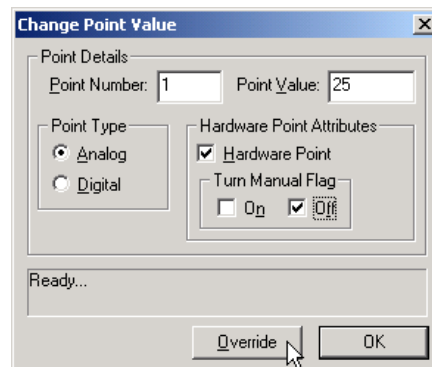 Change Point Value
Point Details
Point Number: 1 Point Value: 25
Point Type
Analog
Digital
Hardware Point Attributes
Hardware Point
Turn Manual Flag
On Off
Ready...
Override OK